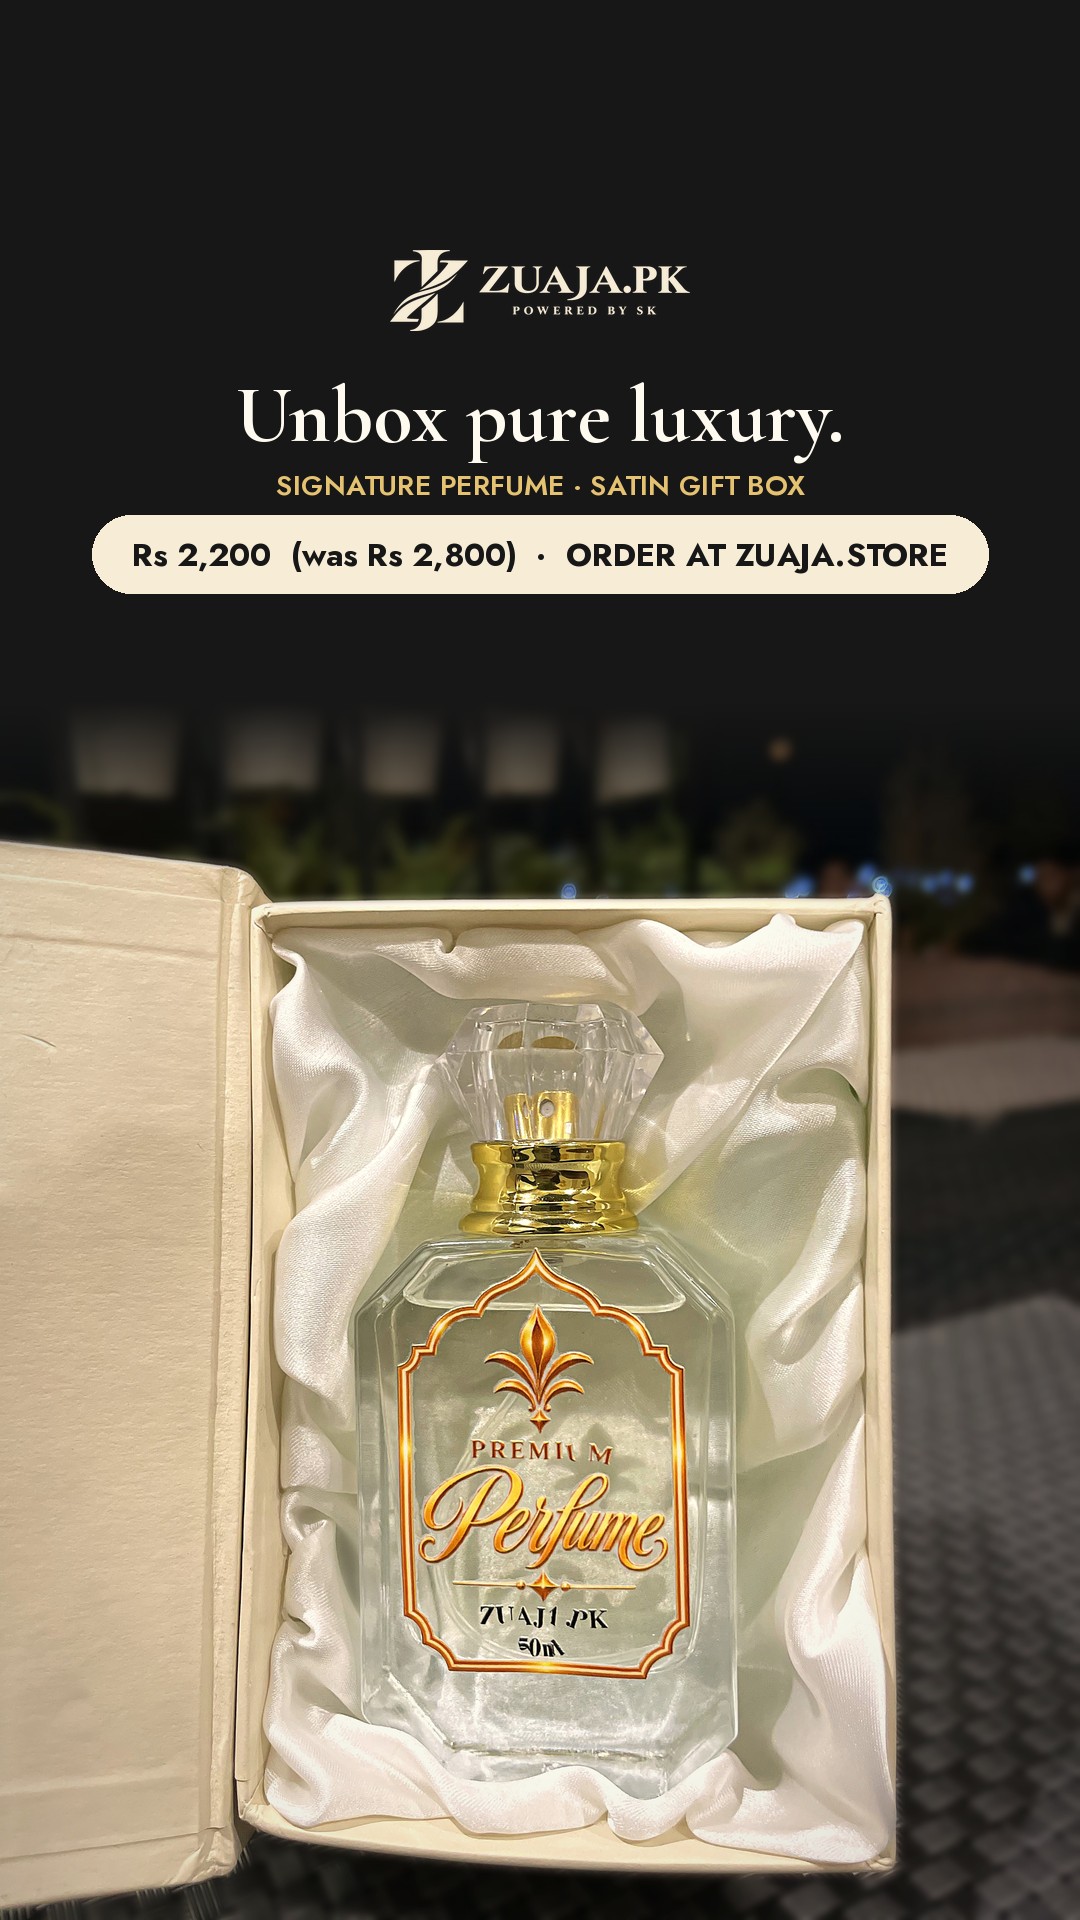 ZUAJA.PK
POWERED BY SK
Unbox pure luxury.
SIGNATURE PERFUME · SATIN GIFT BOX
Rs 2,200 (was Rs 2,800) · ORDER AT ZUAJA.STORE
PREMIUM
Perfume
ZUAJA.PK
50ml